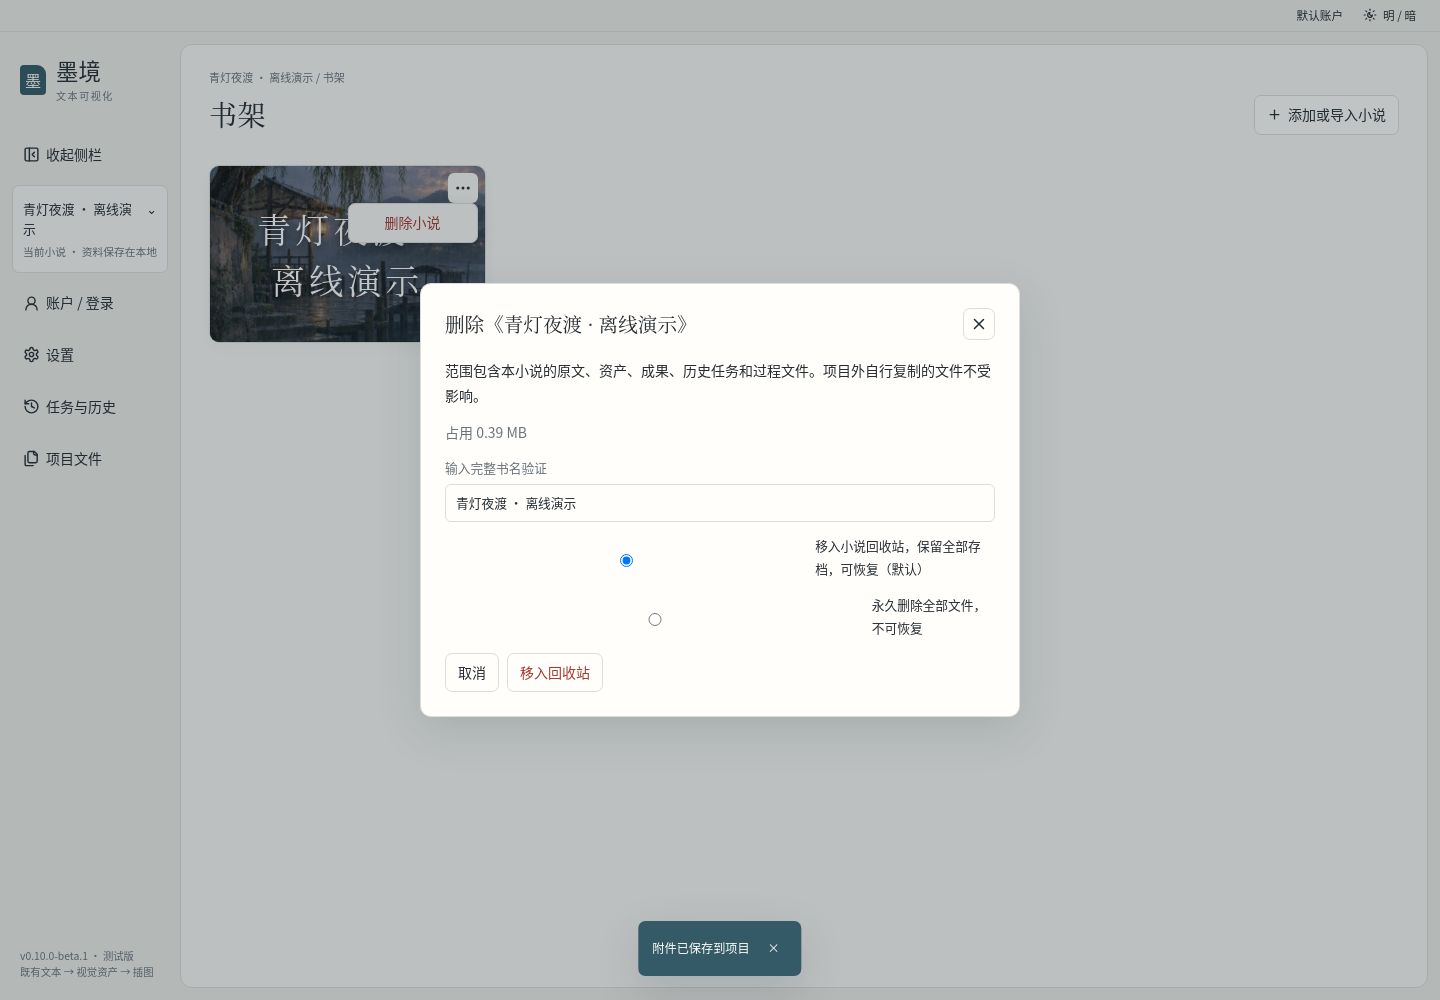 默认账户
明 / 暗
墨
墨境
文本可视化
收起侧栏
青灯夜渡 · 离线演
示
当前小说 · 资料保存在本地
账户 / 登录
设置
任务与历史
项目文件
v0.10.0-beta.1 · 测试版
既有文本 → 视觉资产 → 插图
青灯夜渡 · 离线演示 / 书架
书架
添加或导入小说
青灯夜渡
离线演示
删除小说
删除《青灯夜渡 · 离线演示》
范围包含本小说的原文、资产、成果、历史任务和过程文件。项目外自行复制的文件不受
影响。
占用 0.39 MB
输入完整书名验证
青灯夜渡 · 离线演示
移入小说回收站，保留全部存
档，可恢复（默认）
永久删除全部文件，
不可恢复
取消
移入回收站
附件已保存到项目